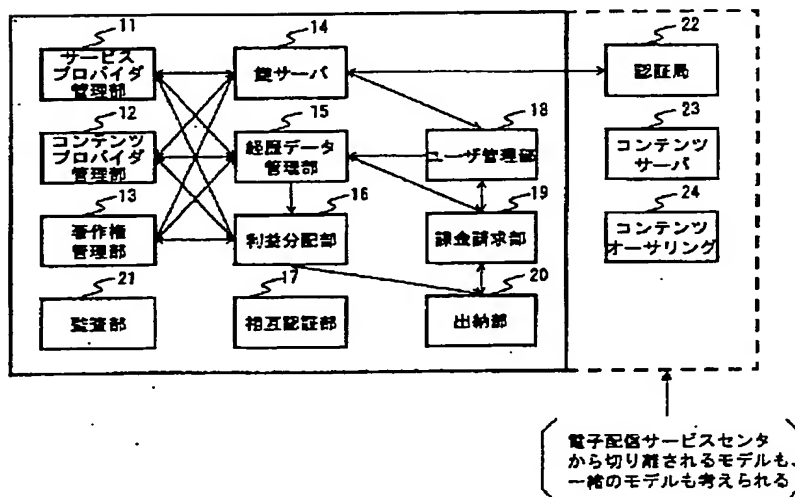 11
サービス
プロバイダ
管理部
14
鍵サーバ
22
認証局
12
コンテンツ
プロバイダ
管理部
15
経歴データ
管理部
18
ユーザ管理部
23
コンテンツ
サーバ
13
著作権
管理部
16
利益分配部
19
課金請求部
24
コンテンツ
オーサリング
21
監査部
17
相互認証部
20
出納部
電子配信サービスセンタ
から切り離されるモデルも、
一緒のモデルも考えられる